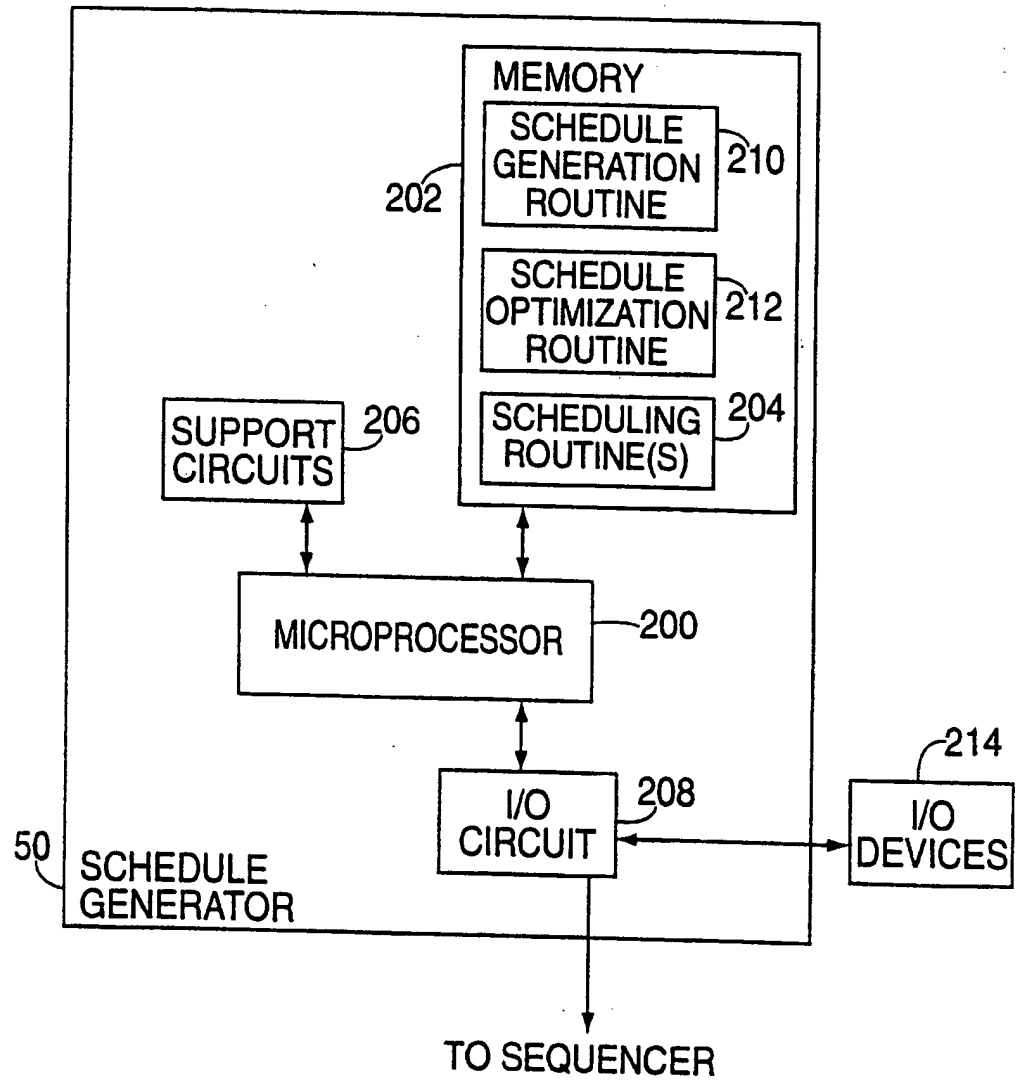 MEMORY
SCHEDULE
GENERATION
ROUTINE
210
202
SCHEDULE
OPTIMIZATION
ROUTINE
212
SCHEDULING
ROUTINE(S)
204
SUPPORT
CIRCUITS
206
MICROPROCESSOR
200
I/O
CIRCUIT
208
214
I/O
DEVICES
50
SCHEDULE
GENERATOR
TO SEQUENCER